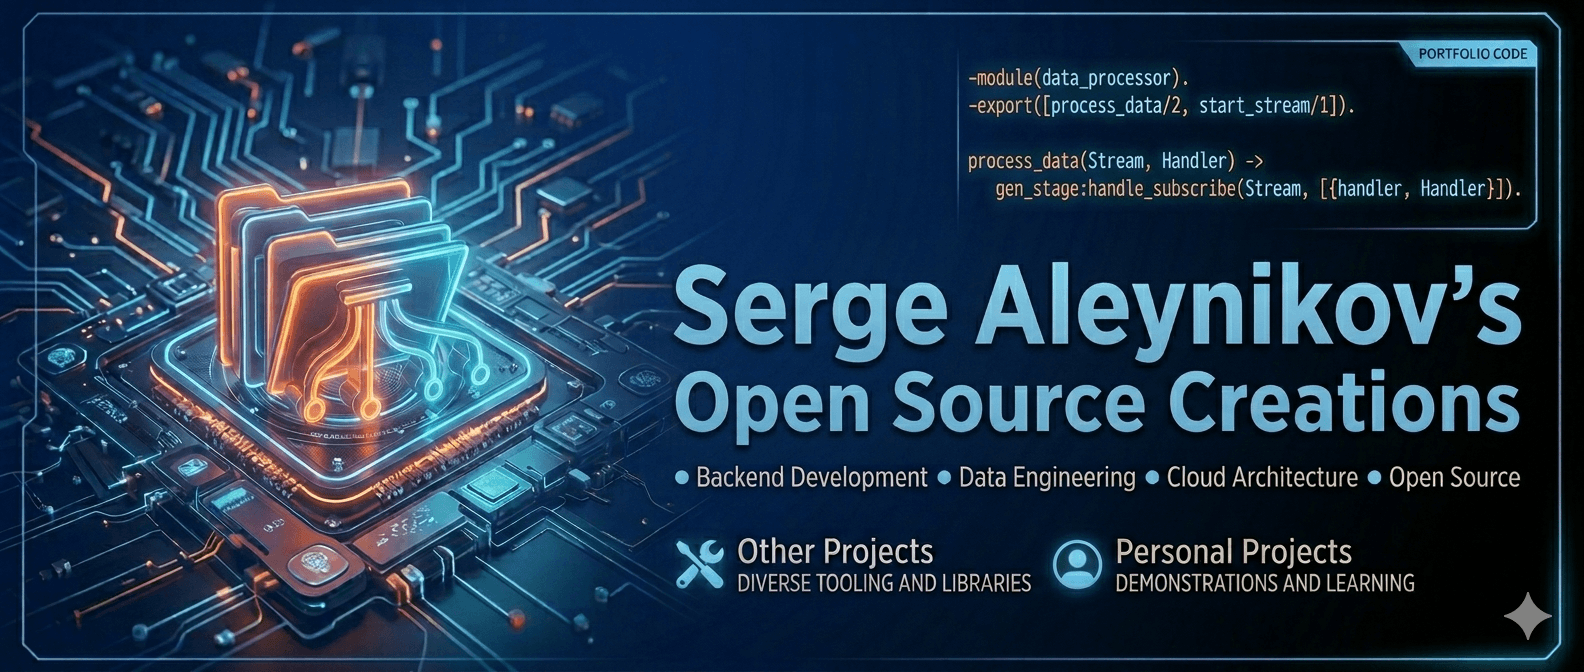 PORTFOLIO CODE
-module(data_processor).
-export([process_data/2, start_stream/1]).
process_data(Stream, Handler) ->
gen_stage:handle_subscribe(Stream, [{handler, Handler}]).
Serge Aleynikov's
Open Source Creations
• Backend Development • Data Engineering • Cloud Architecture • Open Source
Other Projects
DIVERSE TOOLING AND LIBRARIES
Personal Projects
DEMONSTRATIONS AND LEARNING